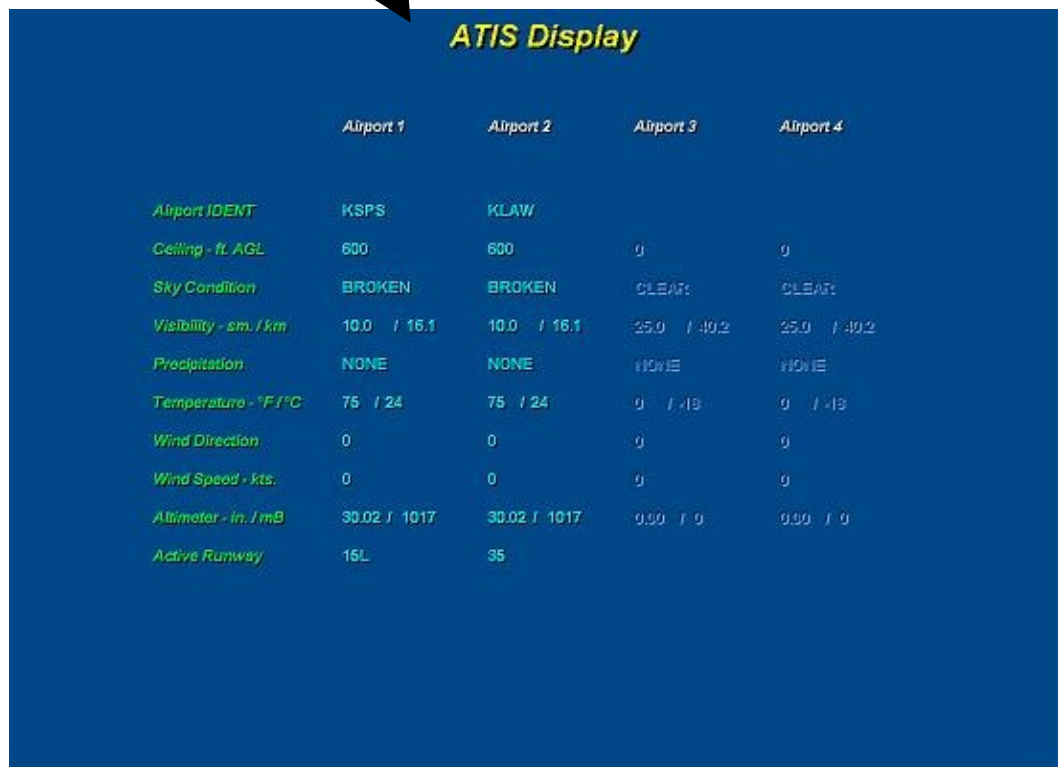 ATIS Display
Airport 1 Airport 2 Airport 3 Airport 4
Airport IDENT KSPS KLAW
Ceiling - ft. AGL 600 600 0 0
Sky Condition BROKEN BROKEN CLEAR CLEAR
Visibility - sm. / km 10.0 / 16.1 10.0 / 16.1 25.0 / 40.2 25.0 / 40.2
Precipitation NONE NONE NONE NONE
Temperature - °F / °C 75 / 24 75 / 24 0 / -18 0 / -18
Wind Direction 0 0 0 0
Wind Speed - kts. 0 0 0 0
Altimeter - in. / mB 30.02 / 1017 30.02 / 1017 0.00 / 0 0.00 / 0
Active Runway 15L 35